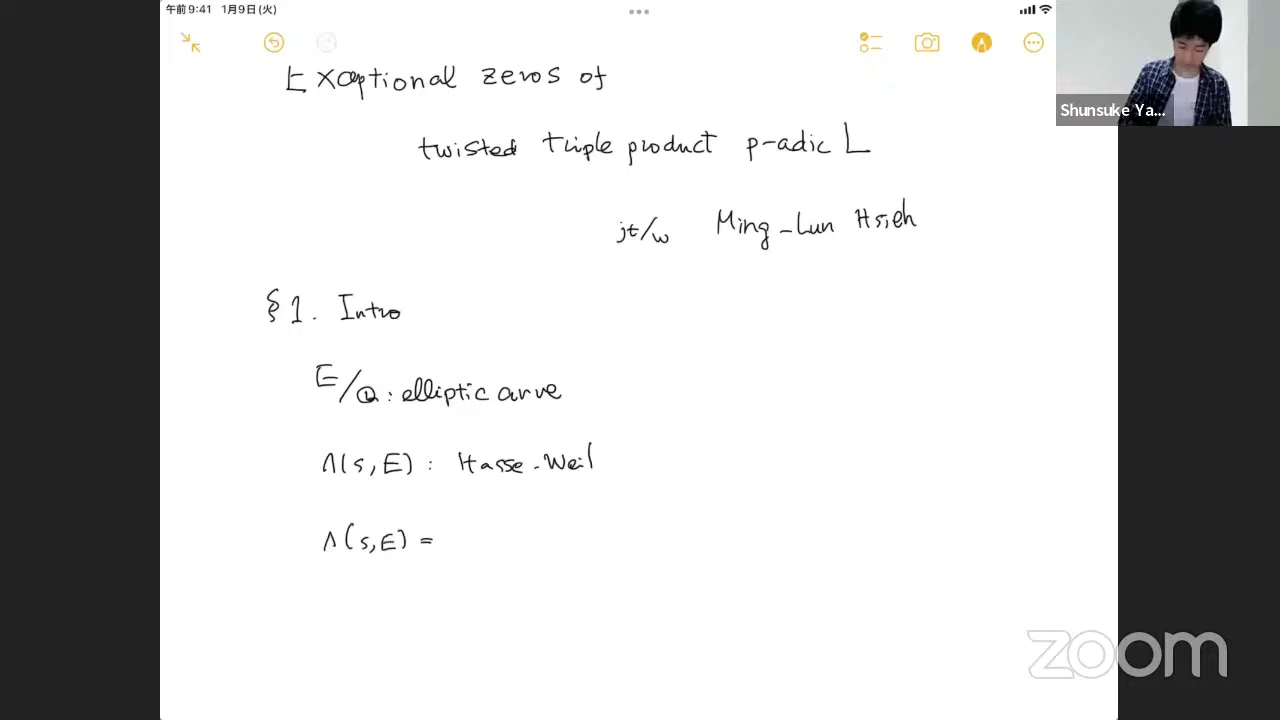 午前9:41 1月9日(火)
Exceptional zeros of
twisted triple product p-adic L
jt/w Ming-Lun Hsieh
§1. Intro
E/Q : elliptic curve
Λ(s,E) : Hasse-Weil
Λ(s,E) =
Shunsuke Ya...
zoom